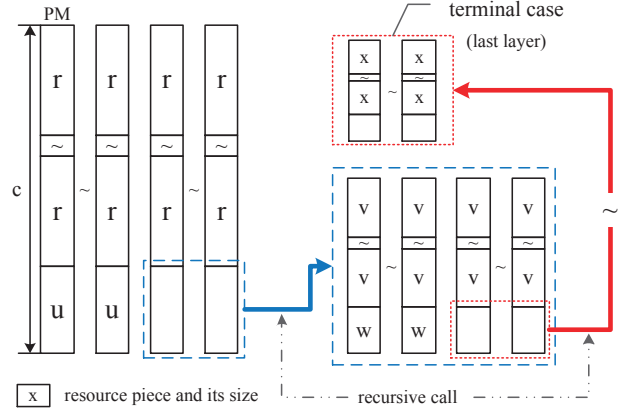 PM
terminal case
(last layer)
r r r r
x x
~ ~
x ~ x
~ ~ ~ ~
c
~ ~
r r r r
v v v v
~
~ ~ ~ ~
~ ~
v v v v
u u
w w
x resource piece and its size
recursive call